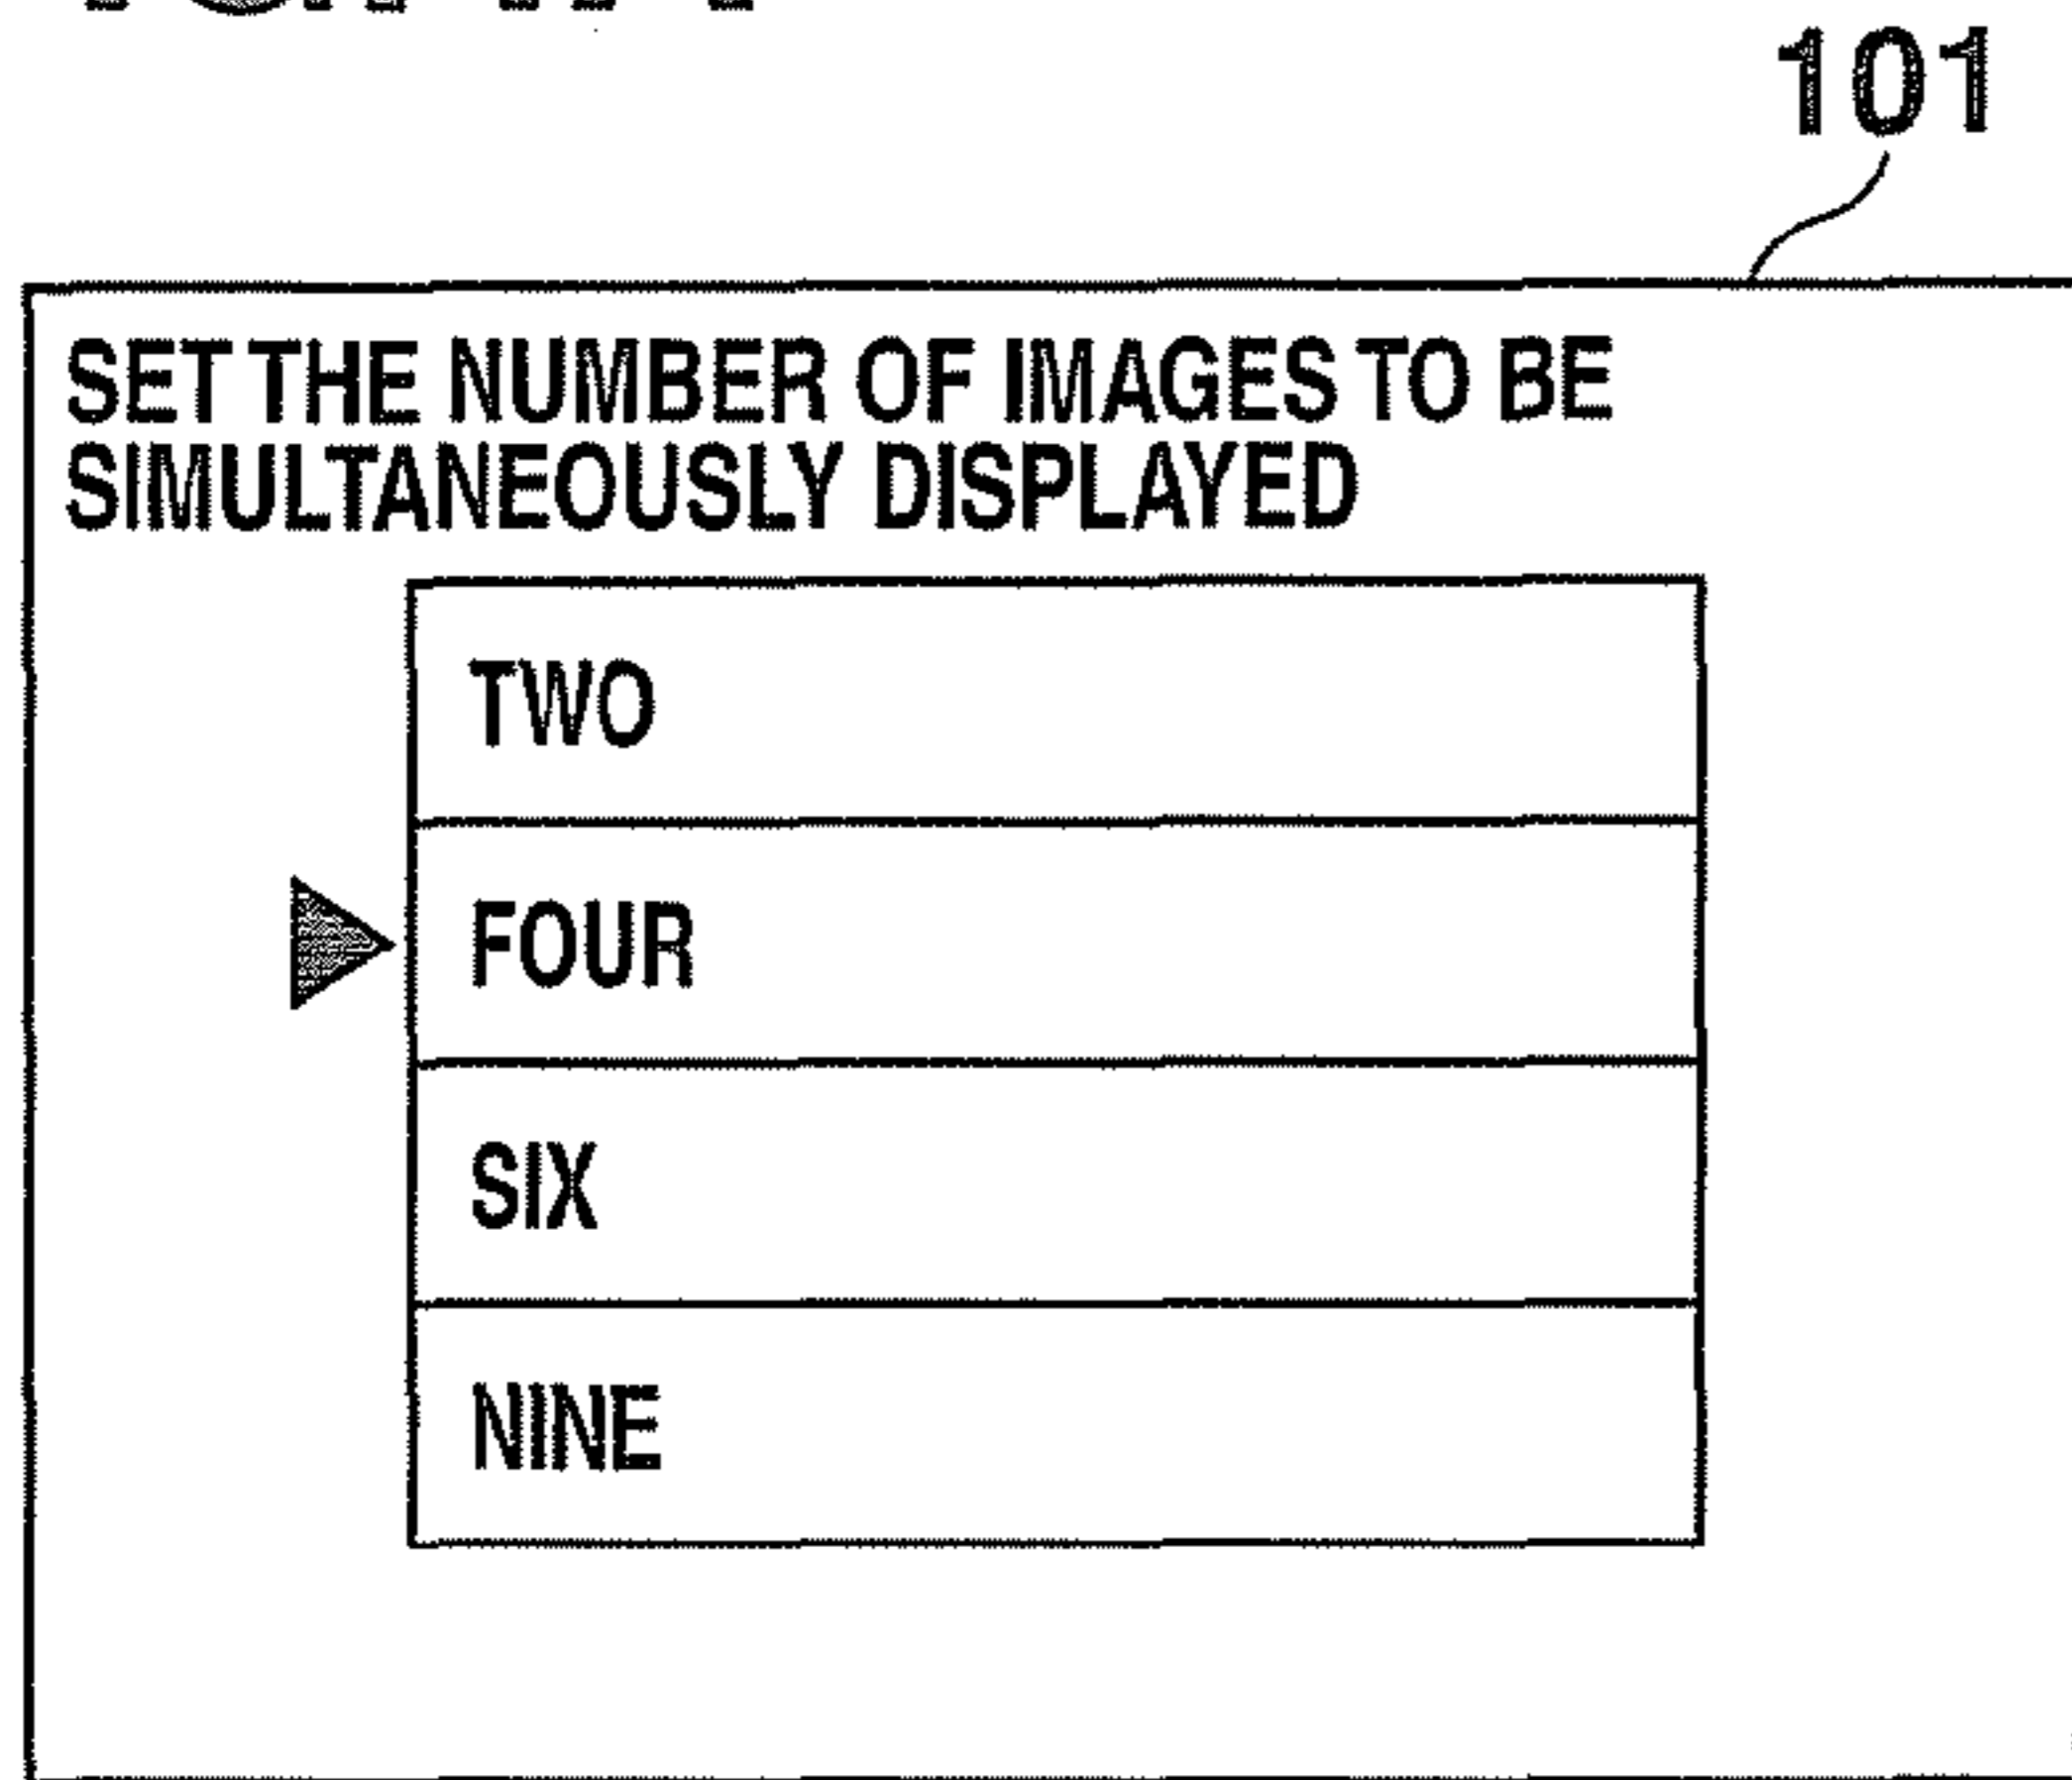 101
SET THE NUMBER OF IMAGES TO BE
SIMULTANEOUSLY DISPLAYED
TWO
FOUR
SIX
NINE